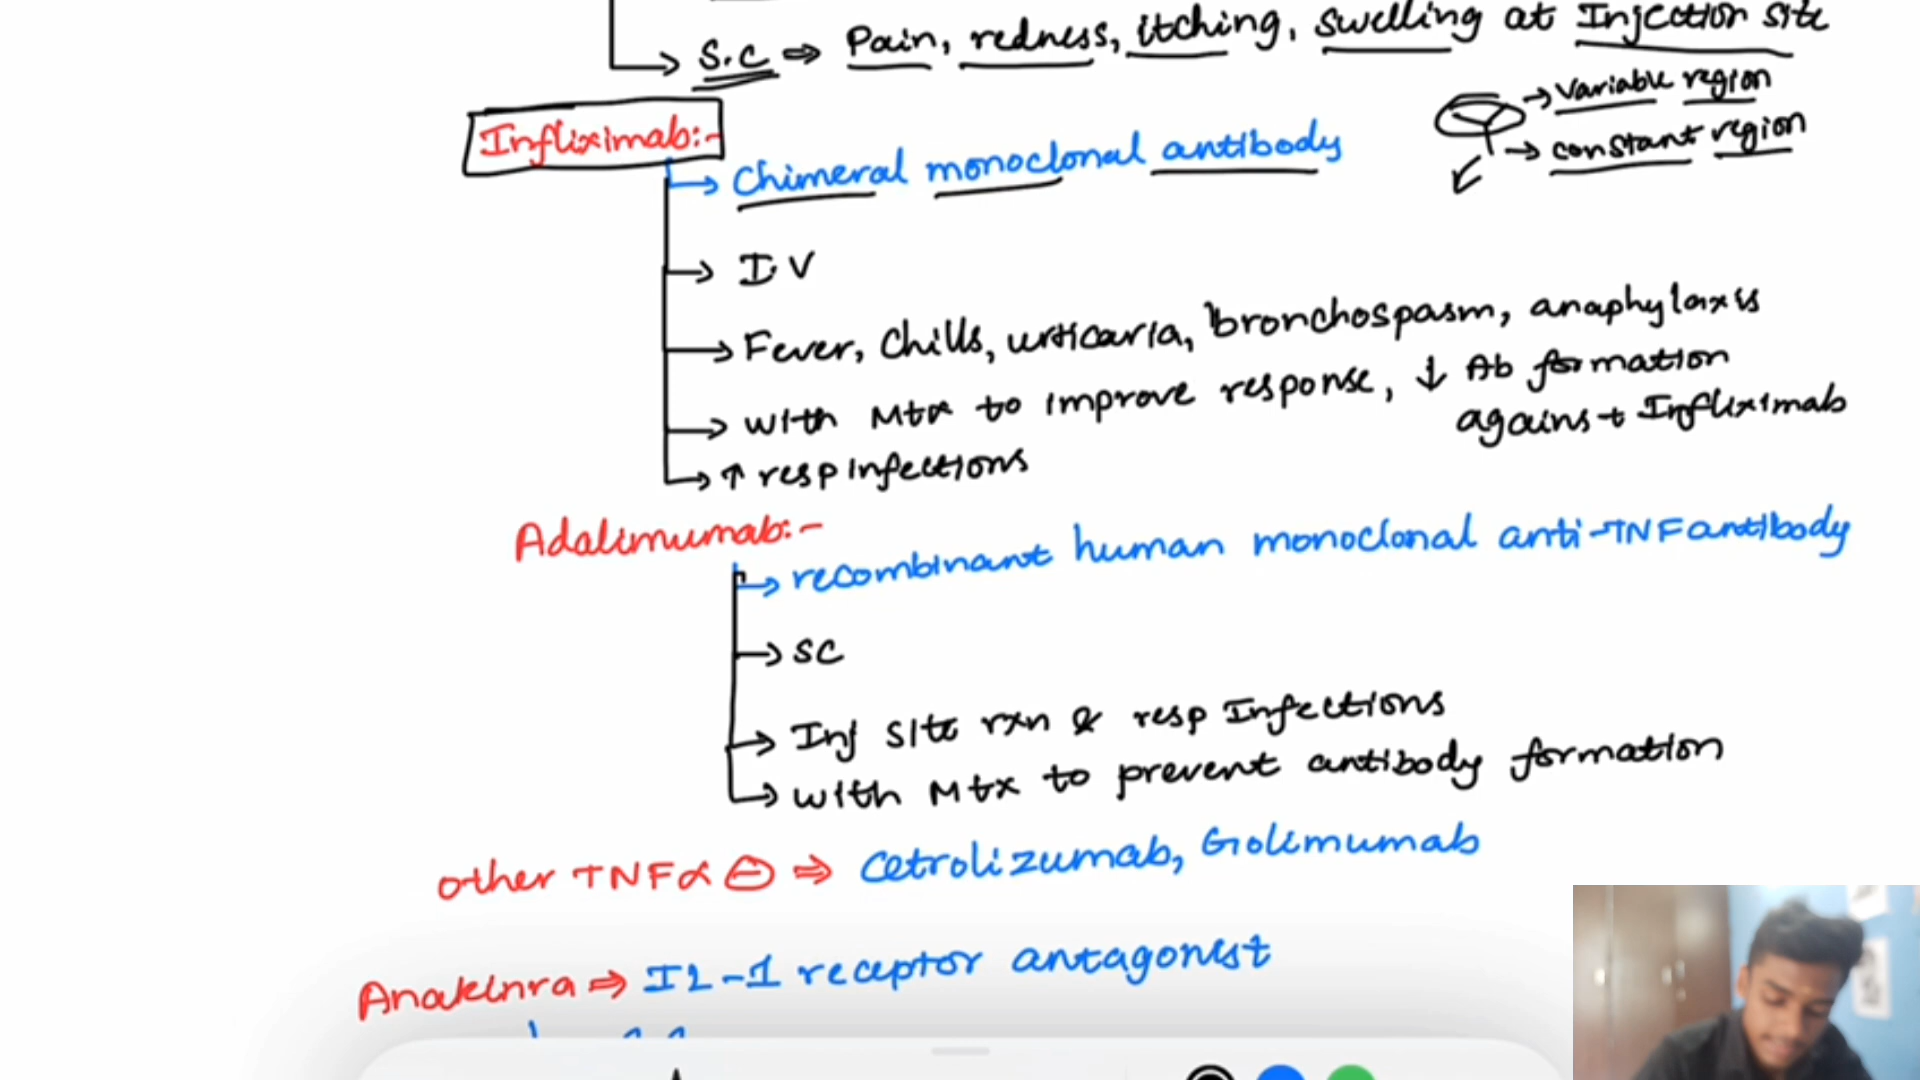 S.C ⇒ Pain, redness, itching, swelling at Injection site
Infliximab:-
→ Chimeral monoclonal antibody
→ variable region
→ constant region
→ I.V
→ Fever, Chills, urticaria, bronchospasm, anaphylaxis
→ with Mtx to improve response, ↓ Ab formation
against Infliximab
→ ↑ resp infections
Adalimumab:-
→ recombinant human monoclonal anti-TNF antibody
→ SC
→ Inj site rxn & resp Infections
→ with Mtx to prevent antibody formation
other TNFα ⊖ ⇒ Cetrolizumab, Golimumab
Anakinra ⇒ IL-1 receptor antagonist